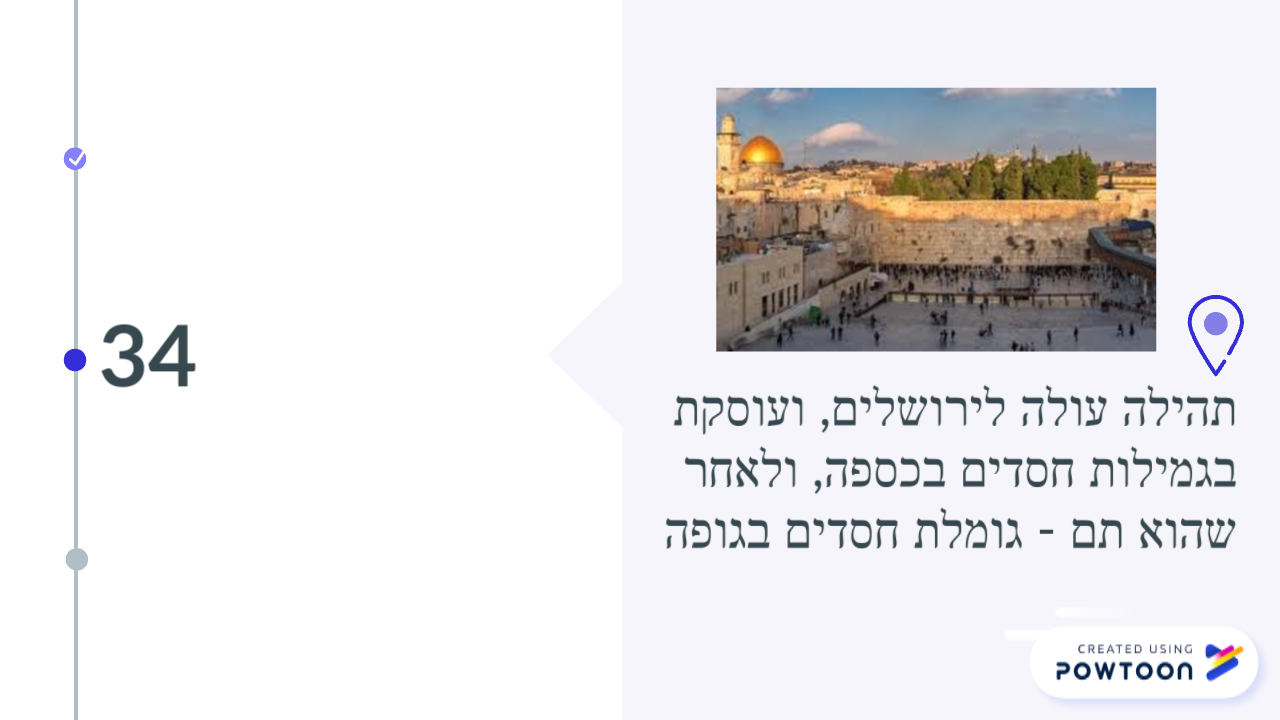 34
תהילה עולה לירושלים, ועוסקת
בגמילות חסדים בכספה, ולאחר
שהוא תם - גומלת חסדים בגופה
CREATED USING
POWTOON